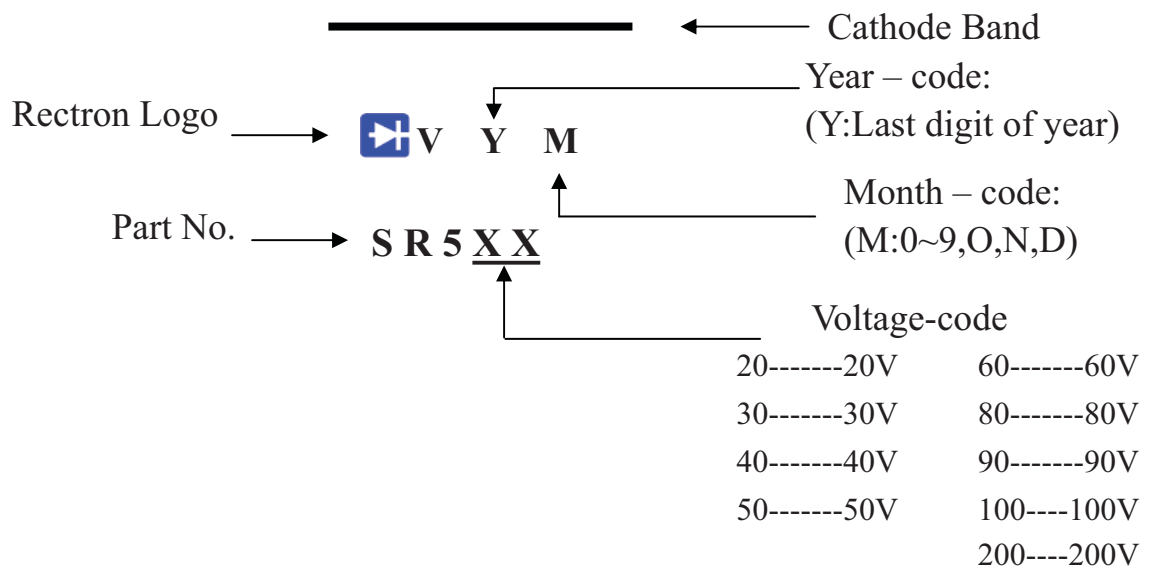 Cathode Band
Year – code:
(Y:Last digit of year)
Rectron Logo
V Y M
Month – code:
(M:0~9,O,N,D)
Part No.
S R 5 X X
Voltage-code
20-------20V 60-------60V
30-------30V 80-------80V
40-------40V 90-------90V
50-------50V 100----100V
200----200V